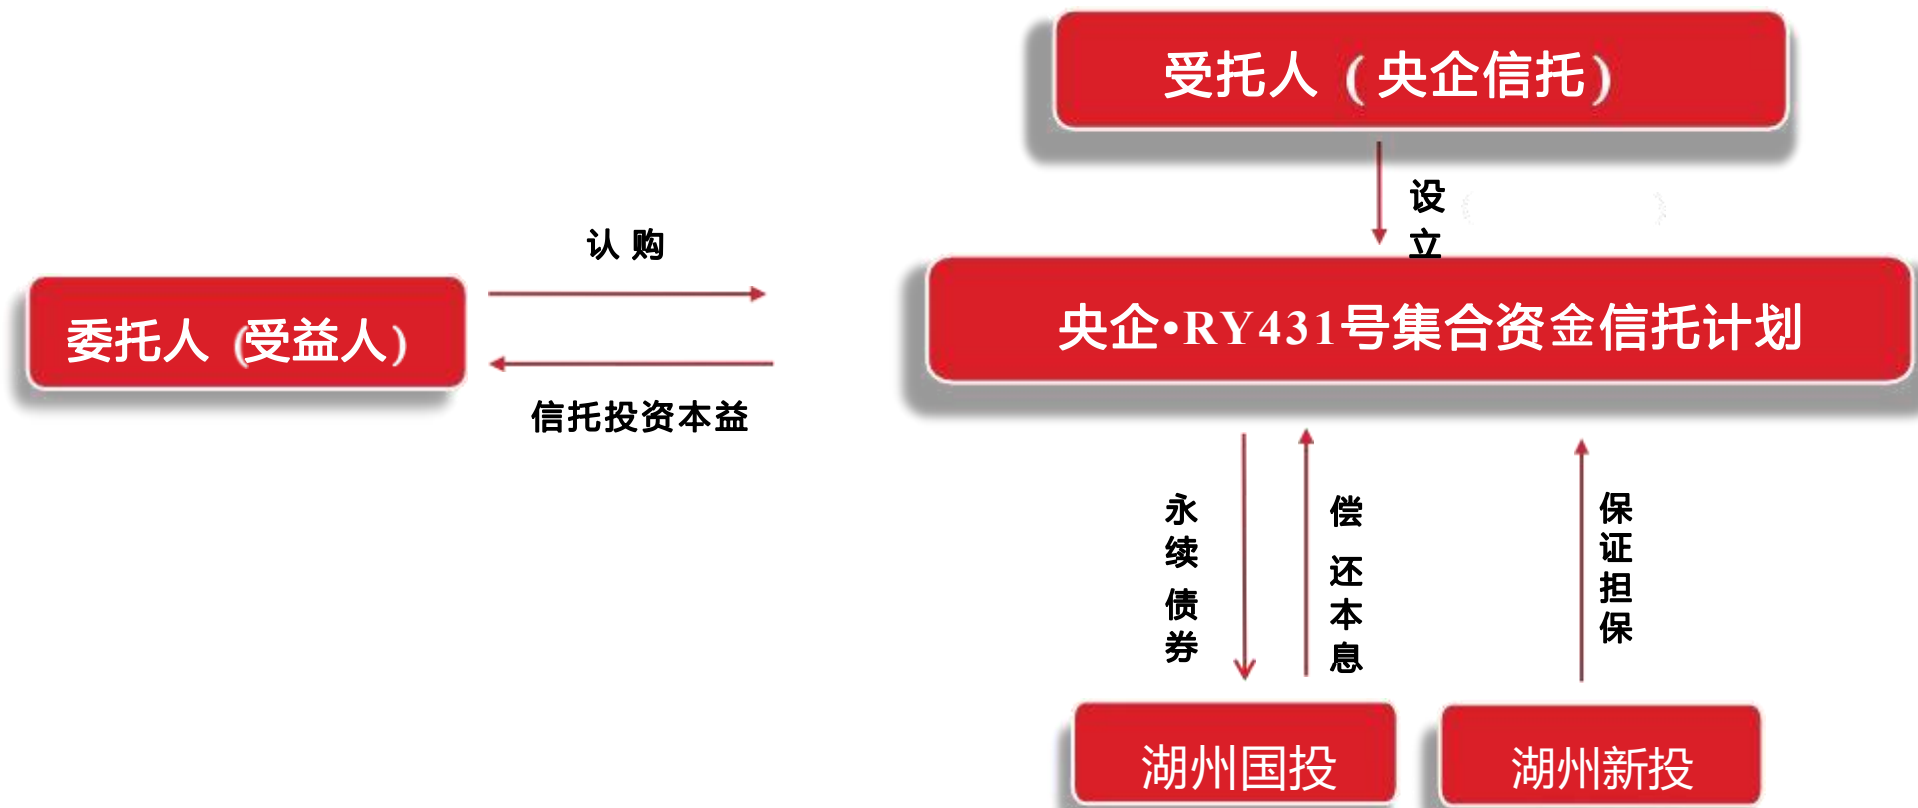 受托人（央企信托）
设立
认购
央企•RY431号集合资金信托计划
委托人（受益人）
信托投资本益
永续债券
偿还本息
保证担保
湖州国投
湖州新投